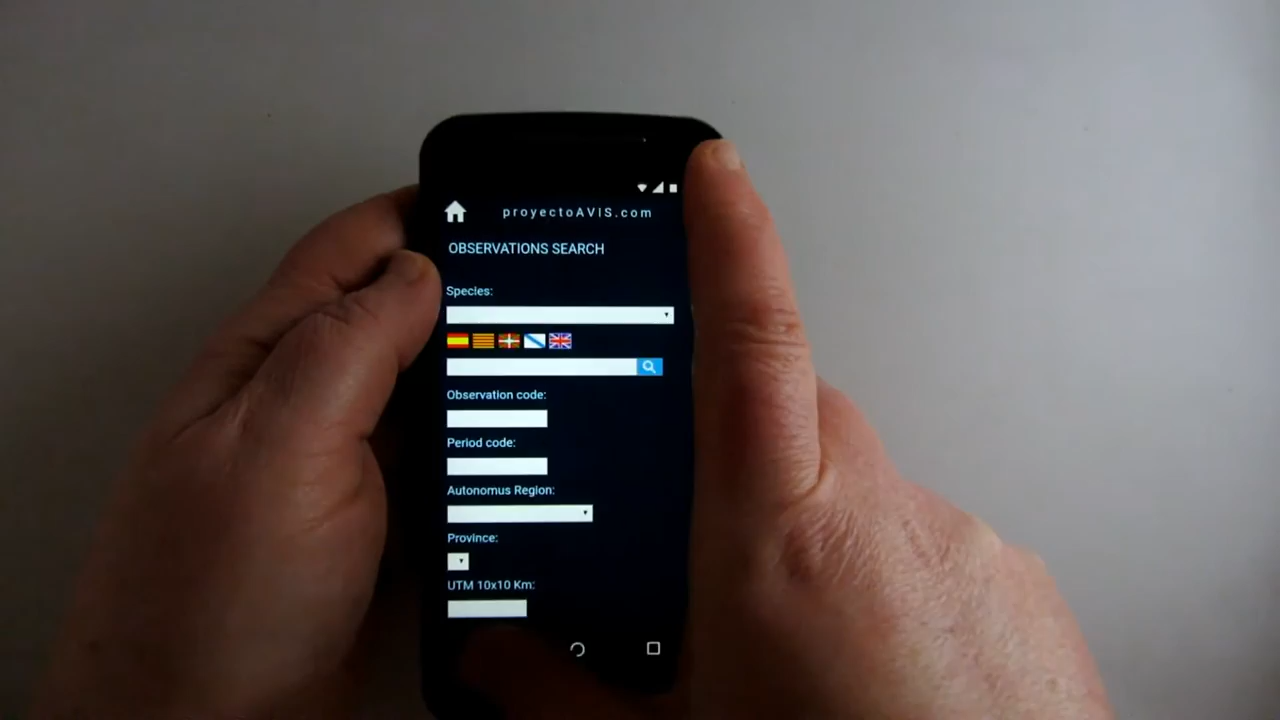 proyectoAVIS.com
OBSERVATIONS SEARCH
Species:
Observation code:
Period code:
Autonomus Region:
Province:
UTM 10x10 Km: